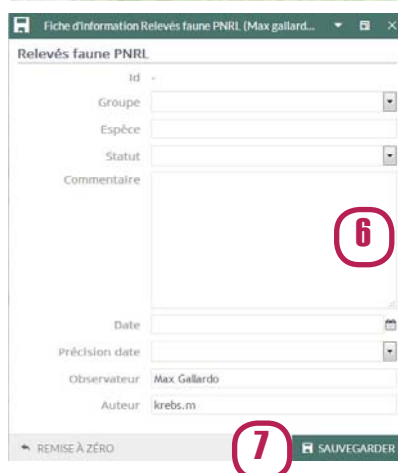 Fiche d'information Relevés faune PNRL (Max gallard...
Relevés faune PNRL
Id -
Groupe
Espèce
Statut
Commentaire
6
Date
Précision date
Observateur Max Gallardo
Auteur krebs.m
REMISE À ZÉRO
7
SAUVEGARDER